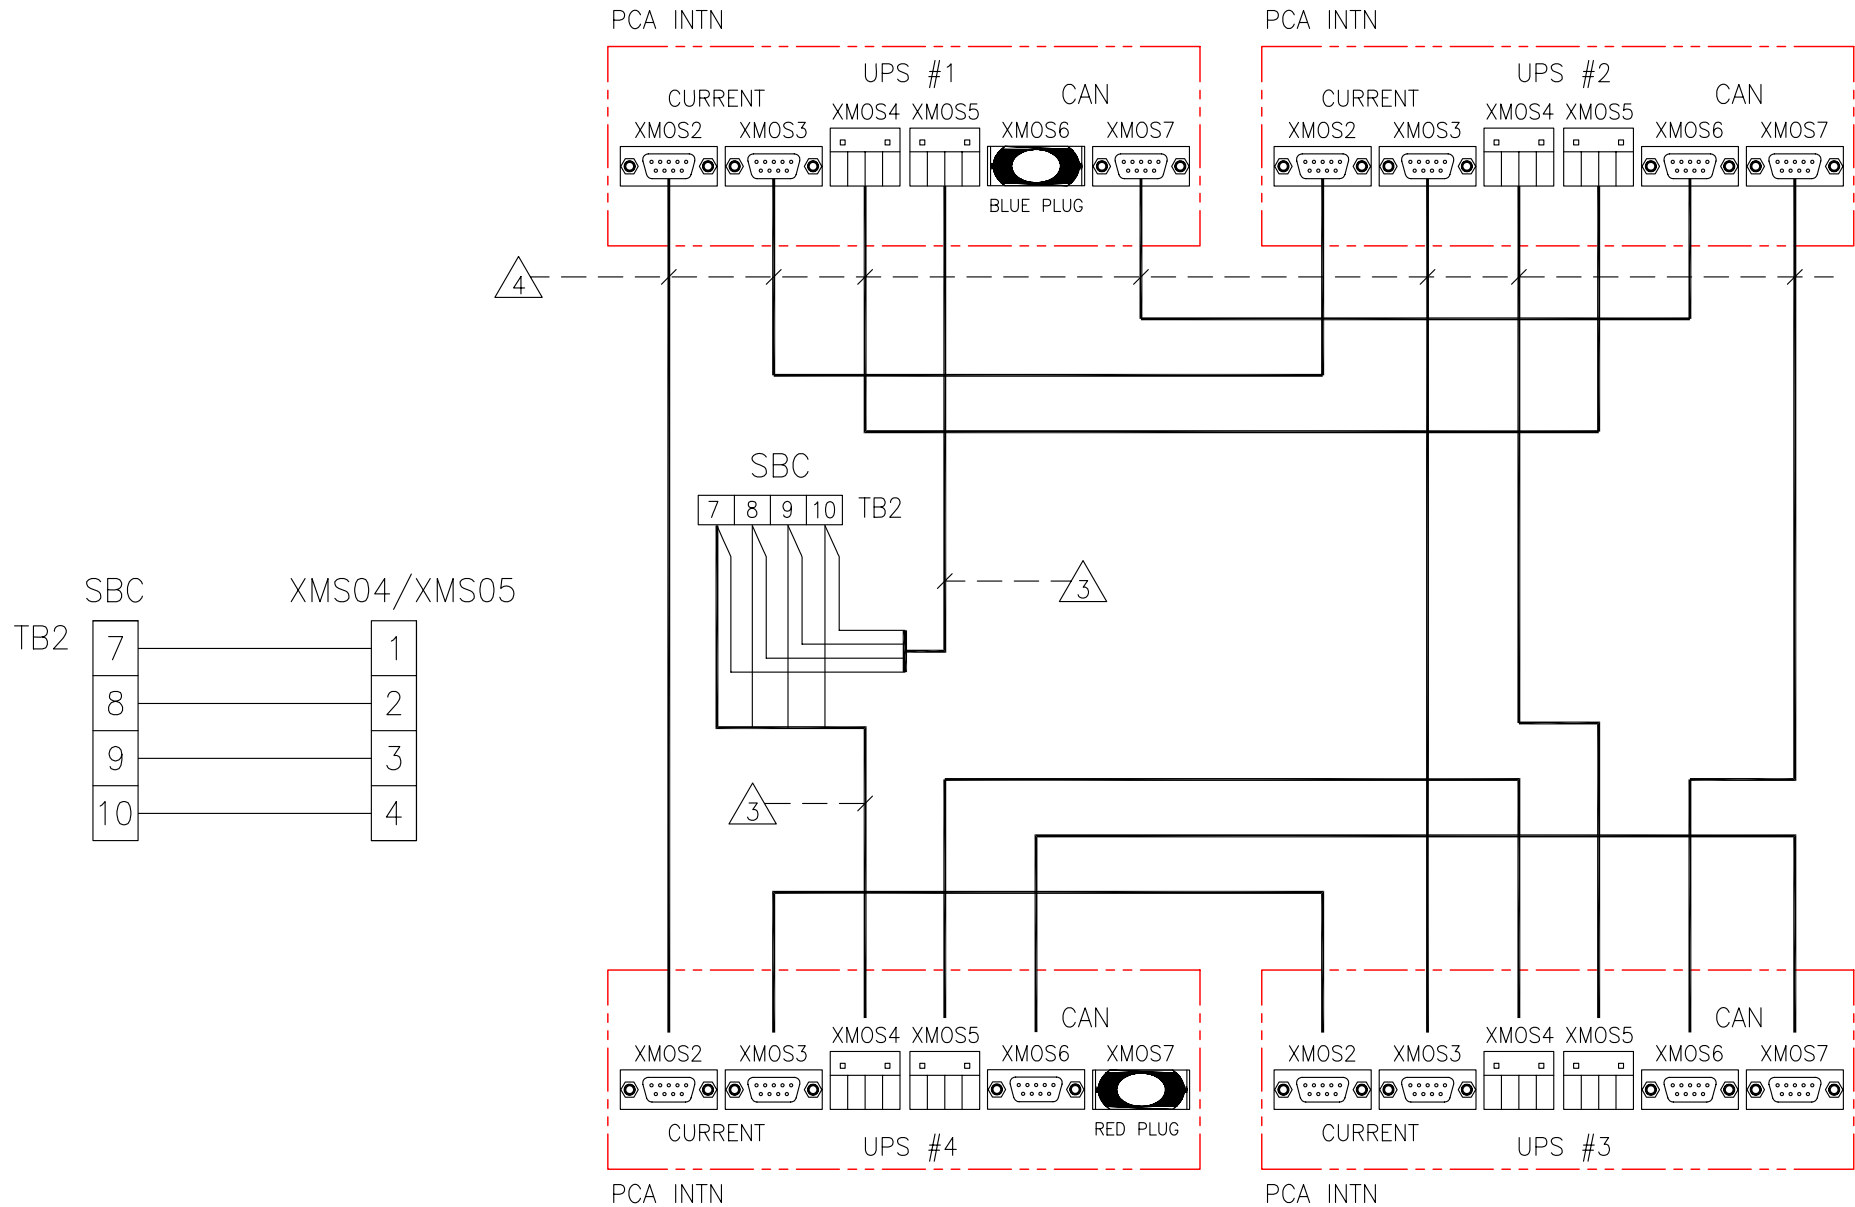 PCA INTN
UPS #1
CURRENT
CAN
XMOS2
XMOS3
XMOS4
XMOS5
XMOS6
XMOS7
BLUE PLUG
PCA INTN
UPS #2
CURRENT
CAN
XMOS2
XMOS3
XMOS4
XMOS5
XMOS6
XMOS7
4
SBC
7
8
9
10
TB2
3
SBC
XMS04/XMS05
TB2
7
1
8
2
9
3
10
4
3
CAN
XMOS2
XMOS3
XMOS4
XMOS5
XMOS6
XMOS7
CURRENT
UPS #4
RED PLUG
PCA INTN
CAN
XMOS2
XMOS3
XMOS4
XMOS5
XMOS6
XMOS7
CURRENT
UPS #3
PCA INTN